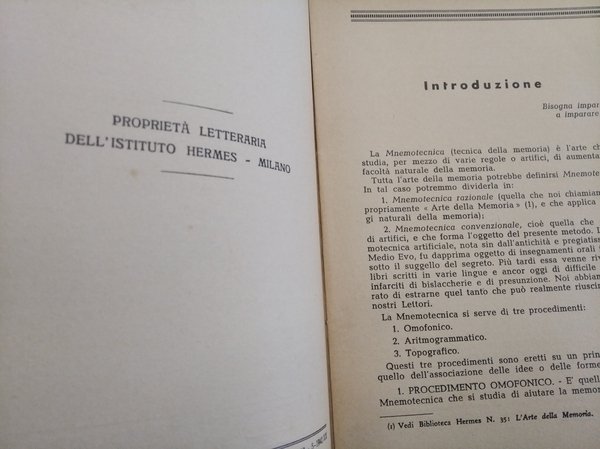 PROPRIETÀ LETTERARIA
DELL'ISTITUTO HERMES - MILANO
Introduzione
Bisogna impar
a imparare
La Mnemotecnica (tecnica della memoria) è l'arte ch
studia, per mezzo di varie regole o artifici, di aumenta
facoltà naturale della memoria.
Tutta l'arte della memoria potrebbe definirsi Mnemote
In tal caso potremmo dividerla in:
1. Mnemotecnica razionale (quella che noi chiamiam
propriamente « Arte della Memoria » (1), e che applica
gi naturali della memoria);
2. Mnemotecnica convenzionale, cioè quella che
di artifici, e che forma l'oggetto del presente metodo. L
motecnica artificiale, nota sin dall'antichità e pregiatiss
Medio Evo, fu dapprima oggetto di insegnamenti orali
sotto il suggello del segreto. Più tardi essa venne riv
libri scritti in varie lingue e ancor oggi di difficile
infarciti di bislaccherie e di presunzione. Noi abbiam
rato di estrarne quel tanto che può realmente riuscir
nostri Lettori.
La Mnemotecnica si serve di tre procedimenti:
1. Omofonico.
2. Aritmogrammatico.
3. Topografico.
Questi tre procedimenti sono eretti su un prin
quello dell'associazione delle idee o delle forme
1. PROCEDIMENTO OMOFONICO. - E' quell
Mnemotecnica che si studia di aiutare la memor
(1) Vedi Biblioteca Hermes N. 35: L'Arte della Memoria.